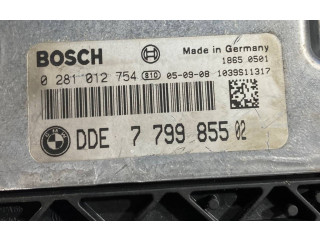 BOSCH
Made in Germany
1865 0501
0 281 012 754 S10 05-09-08 1039S11317
DDE 7 799 855 02